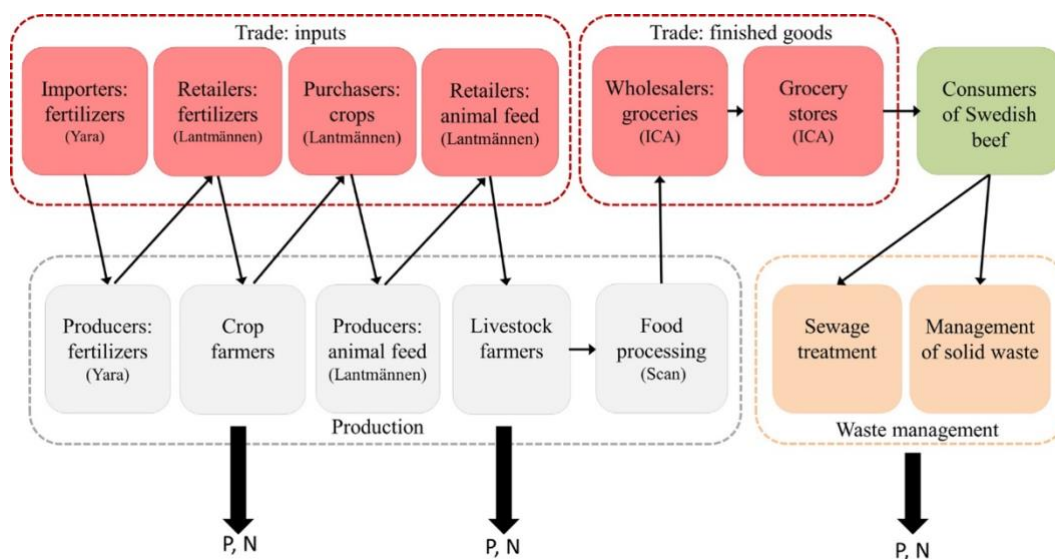 Trade: inputs
Importers:
fertilizers
(Yara)
Retailers:
fertilizers
(Lantmännen)
Purchasers:
crops
(Lantmännen)
Retailers:
animal feed
(Lantmännen)
Trade: finished goods
Wholesalers:
groceries
(ICA)
Grocery
stores
(ICA)
Consumers
of Swedish
beef
Producers:
fertilizers
(Yara)
Crop
farmers
Producers:
animal feed
(Lantmännen)
Livestock
farmers
Food
processing
(Scan)
Production
Sewage
treatment
Management
of solid waste
Waste management
P, N
P, N
P, N